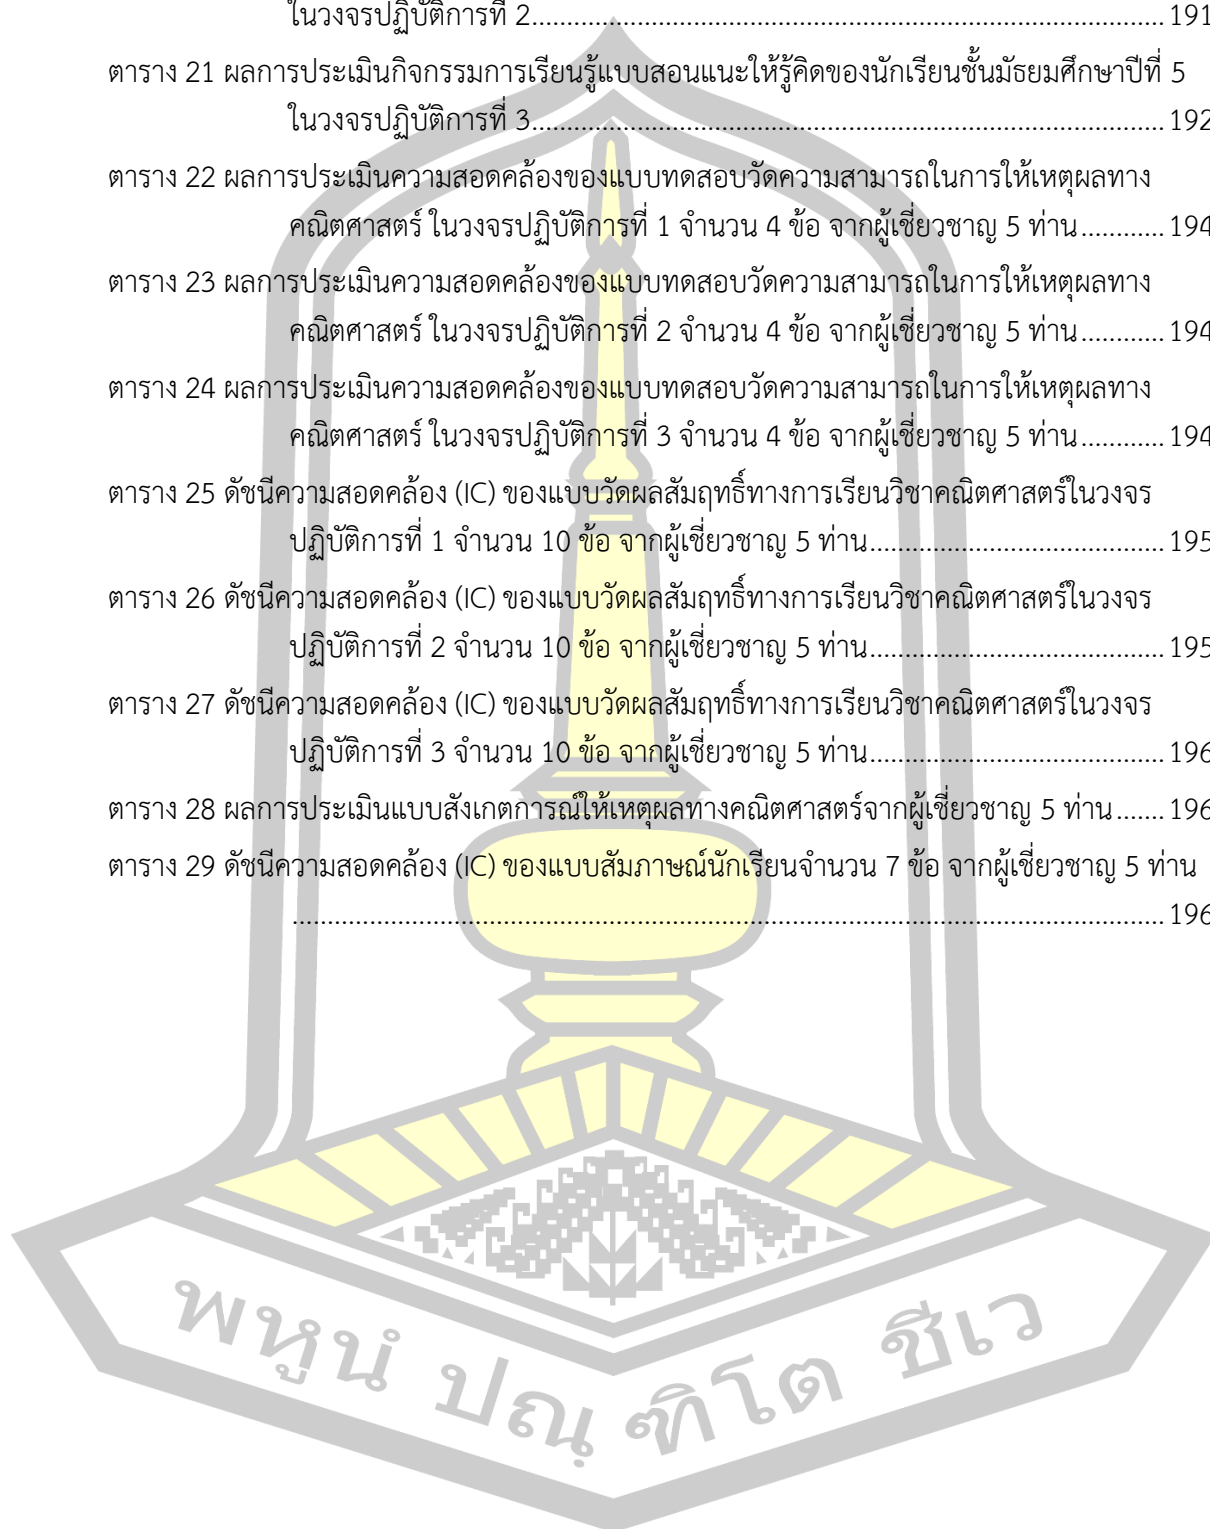 ในวงจรปฏิบัติการที่ 2.......................................................................................... 191
ตาราง 21 ผลการประเมินกิจกรรมการเรียนรู้แบบสอนแนะให้รู้คิดของนักเรียนชั้นมัธยมศึกษาปีที่ 5
ในวงจรปฏิบัติการที่ 3.......................................................................................... 192
ตาราง 22 ผลการประเมินความสอดคล้องของแบบทดสอบวัดความสามารถในการให้เหตุผลทาง
คณิตศาสตร์ ในวงจรปฏิบัติการที่ 1 จำนวน 4 ข้อ จากผู้เชี่ยวชาญ 5 ท่าน............ 194
ตาราง 23 ผลการประเมินความสอดคล้องของแบบทดสอบวัดความสามารถในการให้เหตุผลทาง
คณิตศาสตร์ ในวงจรปฏิบัติการที่ 2 จำนวน 4 ข้อ จากผู้เชี่ยวชาญ 5 ท่าน............ 194
ตาราง 24 ผลการประเมินความสอดคล้องของแบบทดสอบวัดความสามารถในการให้เหตุผลทาง
คณิตศาสตร์ ในวงจรปฏิบัติการที่ 3 จำนวน 4 ข้อ จากผู้เชี่ยวชาญ 5 ท่าน............ 194
ตาราง 25 ดัชนีความสอดคล้อง (IC) ของแบบวัดผลสัมฤทธิ์ทางการเรียนวิชาคณิตศาสตร์ในวงจร
ปฏิบัติการที่ 1 จำนวน 10 ข้อ จากผู้เชี่ยวชาญ 5 ท่าน.......................................... 195
ตาราง 26 ดัชนีความสอดคล้อง (IC) ของแบบวัดผลสัมฤทธิ์ทางการเรียนวิชาคณิตศาสตร์ในวงจร
ปฏิบัติการที่ 2 จำนวน 10 ข้อ จากผู้เชี่ยวชาญ 5 ท่าน.......................................... 195
ตาราง 27 ดัชนีความสอดคล้อง (IC) ของแบบวัดผลสัมฤทธิ์ทางการเรียนวิชาคณิตศาสตร์ในวงจร
ปฏิบัติการที่ 3 จำนวน 10 ข้อ จากผู้เชี่ยวชาญ 5 ท่าน.......................................... 196
ตาราง 28 ผลการประเมินแบบสังเกตการณ์ให้เหตุผลทางคณิตศาสตร์จากผู้เชี่ยวชาญ 5 ท่าน....... 196
ตาราง 29 ดัชนีความสอดคล้อง (IC) ของแบบสัมภาษณ์นักเรียนจำนวน 7 ข้อ จากผู้เชี่ยวชาญ 5 ท่าน
............................................................................................................................. 196
พหูนํ ปณฺฑิโต ชีเว